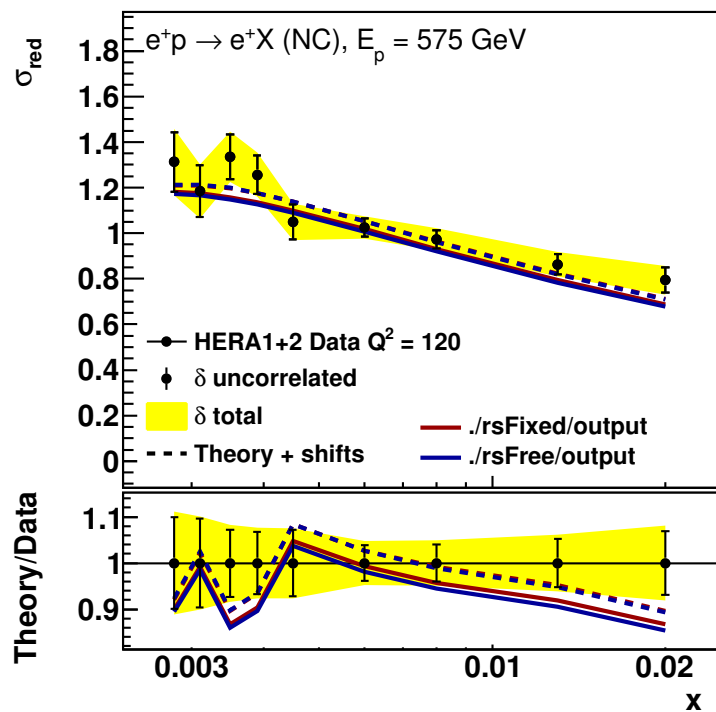 e⁺p → e⁺X (NC), E_p = 575 GeV
σ_red
1.8
1.6
1.4
1.2
1
0.8
0.6
0.4
0.2
0
HERA1+2 Data Q² = 120
δ uncorrelated
δ total
Theory + shifts
./rsFixed/output
./rsFree/output
Theory/Data
1.1
1
0.9
0.003
0.01
0.02
x